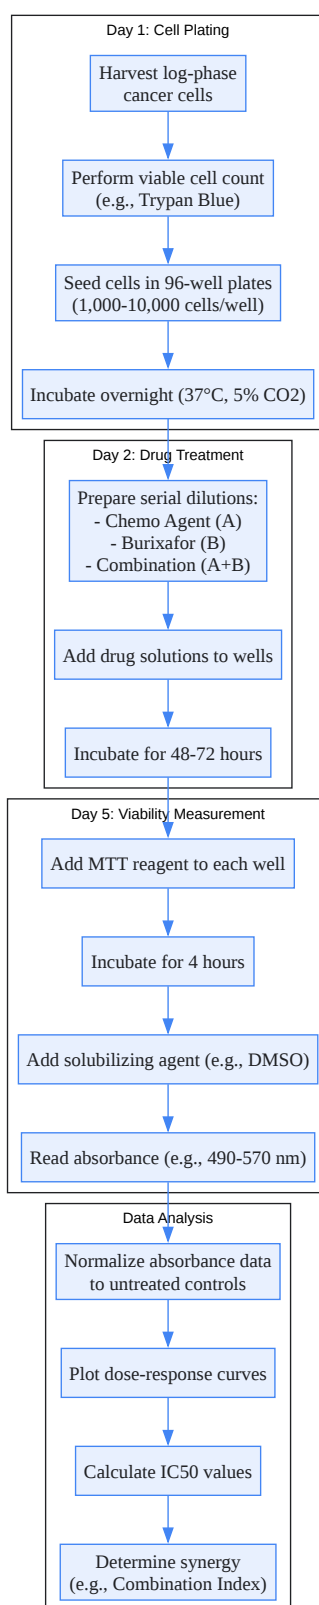 Day 1: Cell Plating
Harvest log-phase
cancer cells
Perform viable cell count
(e.g., Trypan Blue)
Seed cells in 96-well plates
(1,000-10,000 cells/well)
Incubate overnight (37°C, 5% CO2)
Day 2: Drug Treatment
Prepare serial dilutions:
- Chemo Agent (A)
- Burixafor (B)
- Combination (A+B)
Add drug solutions to wells
Incubate for 48-72 hours
Day 5: Viability Measurement
Add MTT reagent to each well
Incubate for 4 hours
Add solubilizing agent (e.g., DMSO)
Read absorbance (e.g., 490-570 nm)
Data Analysis
Normalize absorbance data
to untreated controls
Plot dose-response curves
Calculate IC50 values
Determine synergy
(e.g., Combination Index)